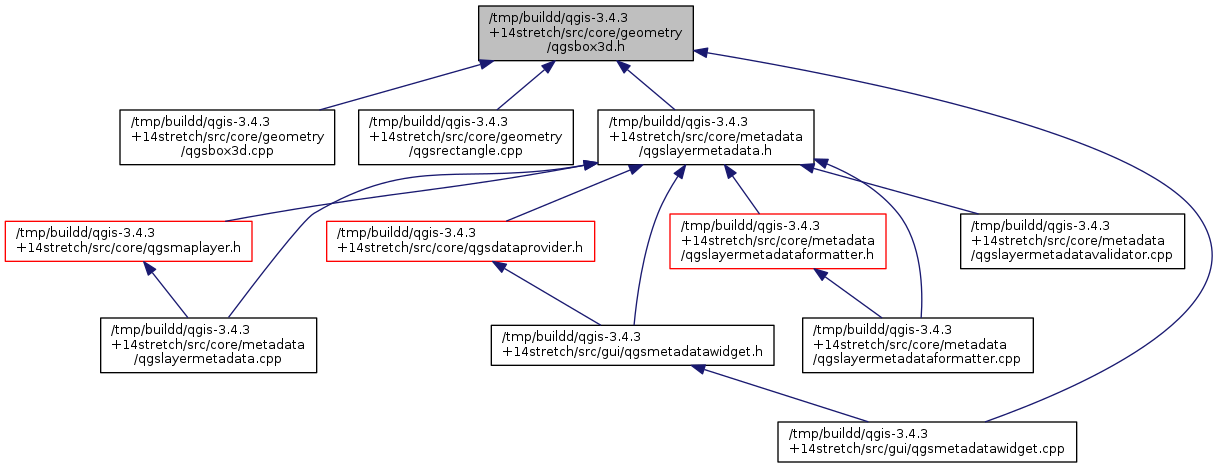 /tmp/buildd/qgis-3.4.3
+14stretch/src/core/geometry
/qgsbox3d.h
/tmp/buildd/qgis-3.4.3
+14stretch/src/core/geometry
/qgsbox3d.cpp
/tmp/buildd/qgis-3.4.3
+14stretch/src/core/geometry
/qgsrectangle.cpp
/tmp/buildd/qgis-3.4.3
+14stretch/src/core/metadata
/qgslayermetadata.h
/tmp/buildd/qgis-3.4.3
+14stretch/src/core/qgsmaplayer.h
/tmp/buildd/qgis-3.4.3
+14stretch/src/core/qgsdataprovider.h
/tmp/buildd/qgis-3.4.3
+14stretch/src/core/metadata
/qgslayermetadataformatter.h
/tmp/buildd/qgis-3.4.3
+14stretch/src/core/metadata
/qgslayermetadatavalidator.cpp
/tmp/buildd/qgis-3.4.3
+14stretch/src/core/metadata
/qgslayermetadata.cpp
/tmp/buildd/qgis-3.4.3
+14stretch/src/gui/qgsmetadatawidget.h
/tmp/buildd/qgis-3.4.3
+14stretch/src/core/metadata
/qgslayermetadataformatter.cpp
/tmp/buildd/qgis-3.4.3
+14stretch/src/gui/qgsmetadatawidget.cpp